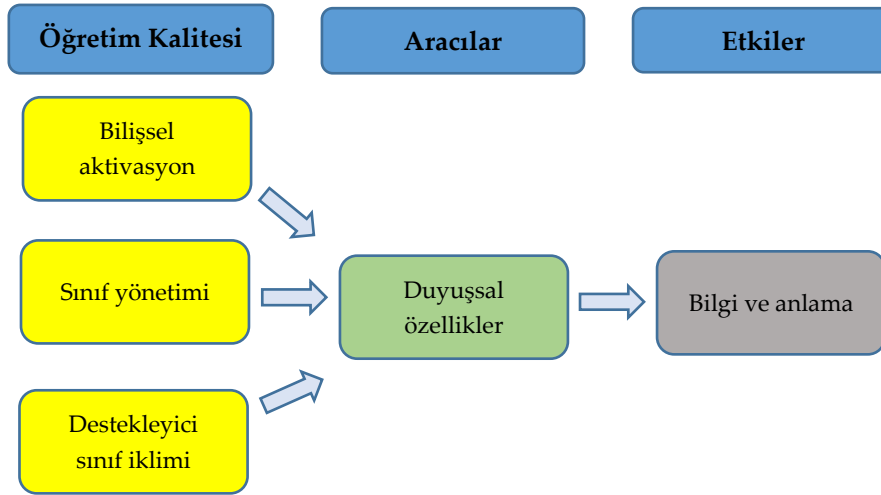 Öğretim Kalitesi
Aracılar
Etkiler
Bilişsel
aktivasyon
Sınıf yönetimi
Duyuşsal
özellikler
Bilgi ve anlama
Destekleyici
sınıf iklimi